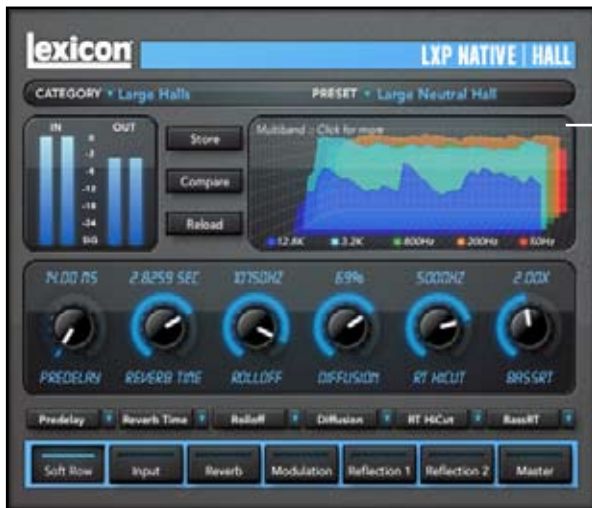 lexicon
LXP NATIVE | HALL
CATEGORY Large Halls PRESET Large Neutral Hall
IN OUT
0
-2
-6
-12
-18
-24
SIG
Store
Compare
Reload
Multiband :: Click for more
12.8K 3.2K 800Hz 200Hz 50Hz
14.00 MS 2.8259 SEC 10750HZ 69% 5000HZ 2.00X
PREDELAY REVERB TIME ROLLOFF DIFFUSION RT HICUT BASSRT
Predelay Reverb Time Rolloff Diffusion RT HiCut BassRT
Soft Row Input Reverb Modulation Reflection 1 Reflection 2 Master